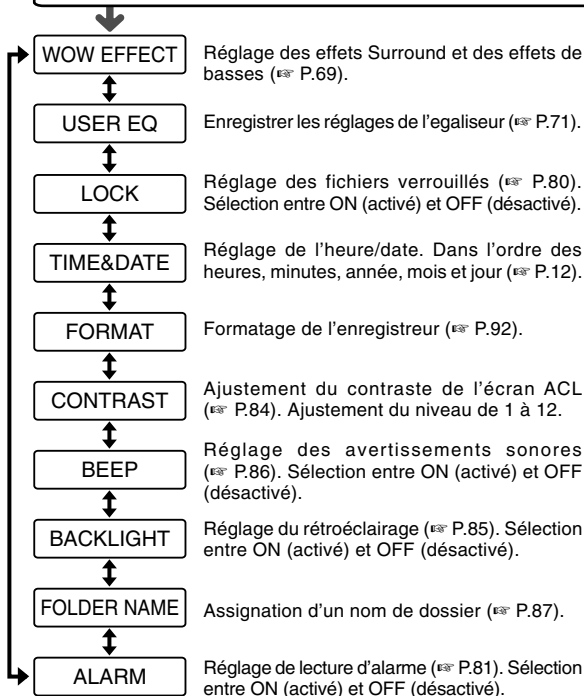 WOW EFFECT
Réglage des effets Surround et des effets de
basses (☞ P.69).
USER EQ
Enregistrer les réglages de l'egaliseur (☞ P.71).
LOCK
Réglage des fichiers verrouillés (☞ P.80).
Sélection entre ON (activé) et OFF (désactivé).
TIME&DATE
Réglage de l'heure/date. Dans l'ordre des
heures, minutes, année, mois et jour (☞ P.12).
FORMAT
Formatage de l'enregistreur (☞ P.92).
CONTRAST
Ajustement du contraste de l'écran ACL
(☞ P.84). Ajustement du niveau de 1 à 12.
BEEP
Réglage des avertissements sonores
(☞ P.86). Sélection entre ON (activé) et OFF
(désactivé).
BACKLIGHT
Réglage du rétroéclairage (☞ P.85). Sélection
entre ON (activé) et OFF (désactivé).
FOLDER NAME
Assignation d'un nom de dossier (☞ P.87).
ALARM
Réglage de lecture d'alarme (☞ P.81). Sélection
entre ON (activé) et OFF (désactivé).